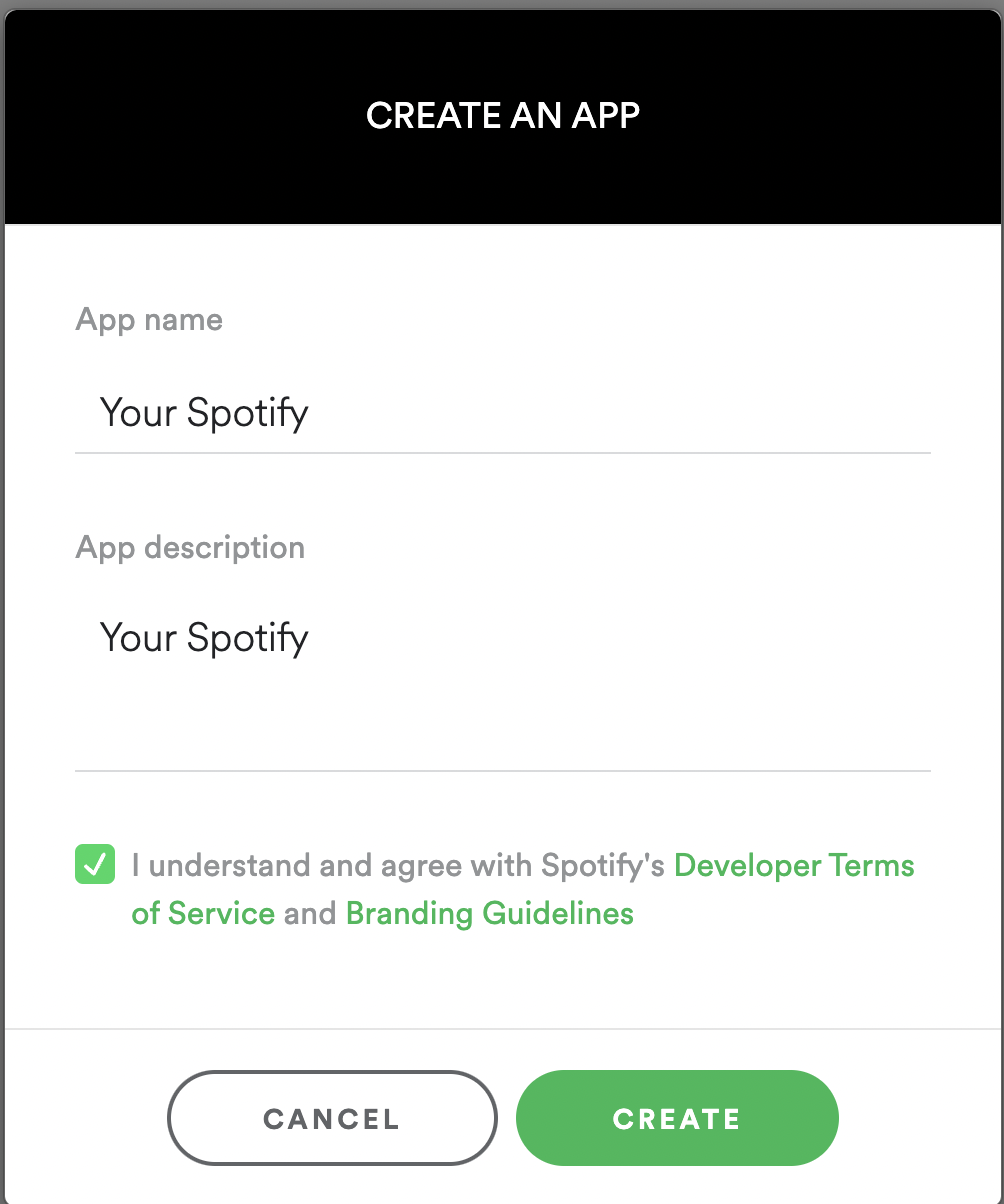 CREATE AN APP
App name
Your Spotify
App description
Your Spotify
I understand and agree with Spotify's Developer Terms
of Service and Branding Guidelines
CANCEL
CREATE